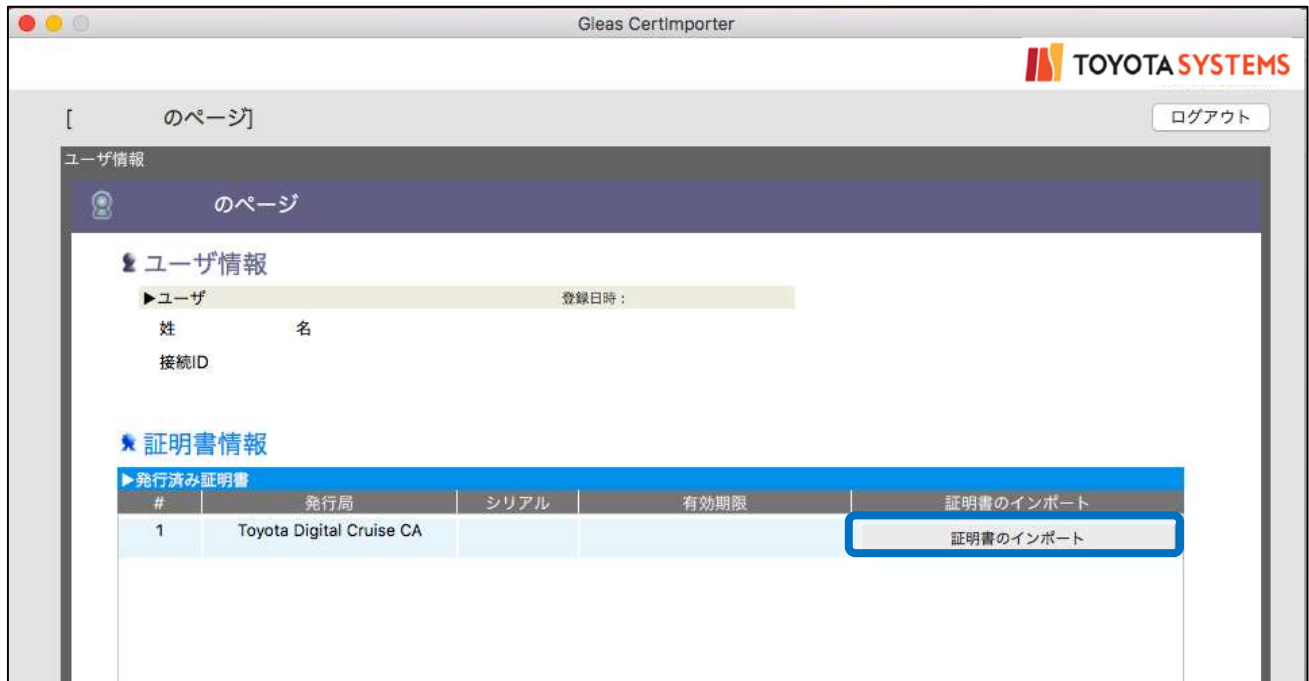 Gleas CertImporter
TOYOTA SYSTEMS
[ のページ]
ログアウト
ユーザ情報
のページ
ユーザ情報
▶ユーザ 登録日時：
姓 名
接続ID
証明書情報
▶発行済み証明書
# 発行局 シリアル 有効期限 証明書のインポート
1 Toyota Digital Cruise CA 証明書のインポート